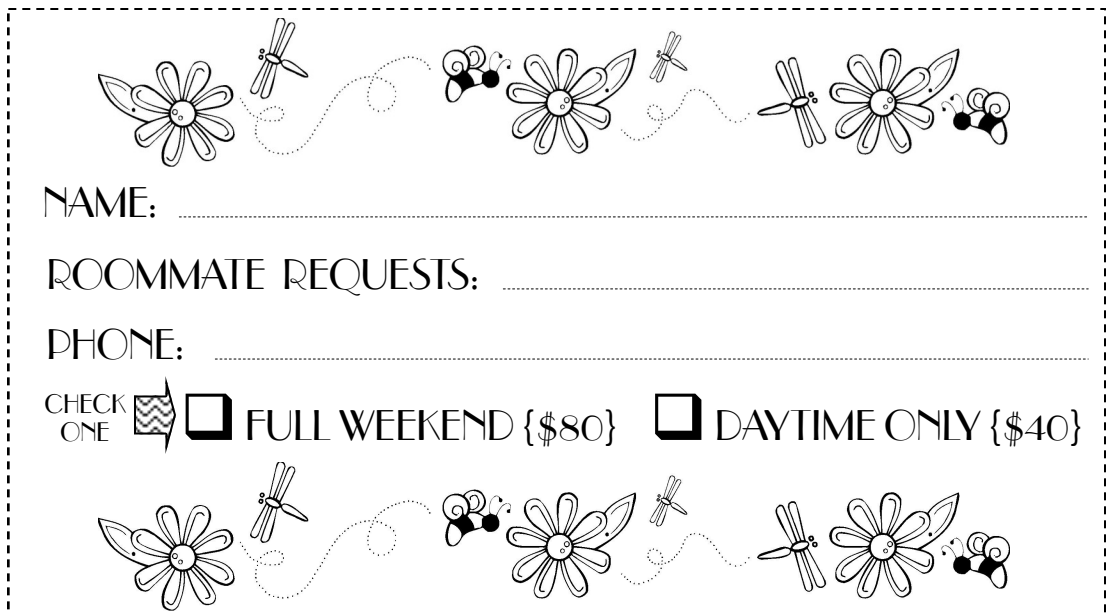 NAME:
ROOMMATE REQUESTS:
PHONE:
CHECK ONE FULL WEEKEND {$80} DAYTIME ONLY {$40}